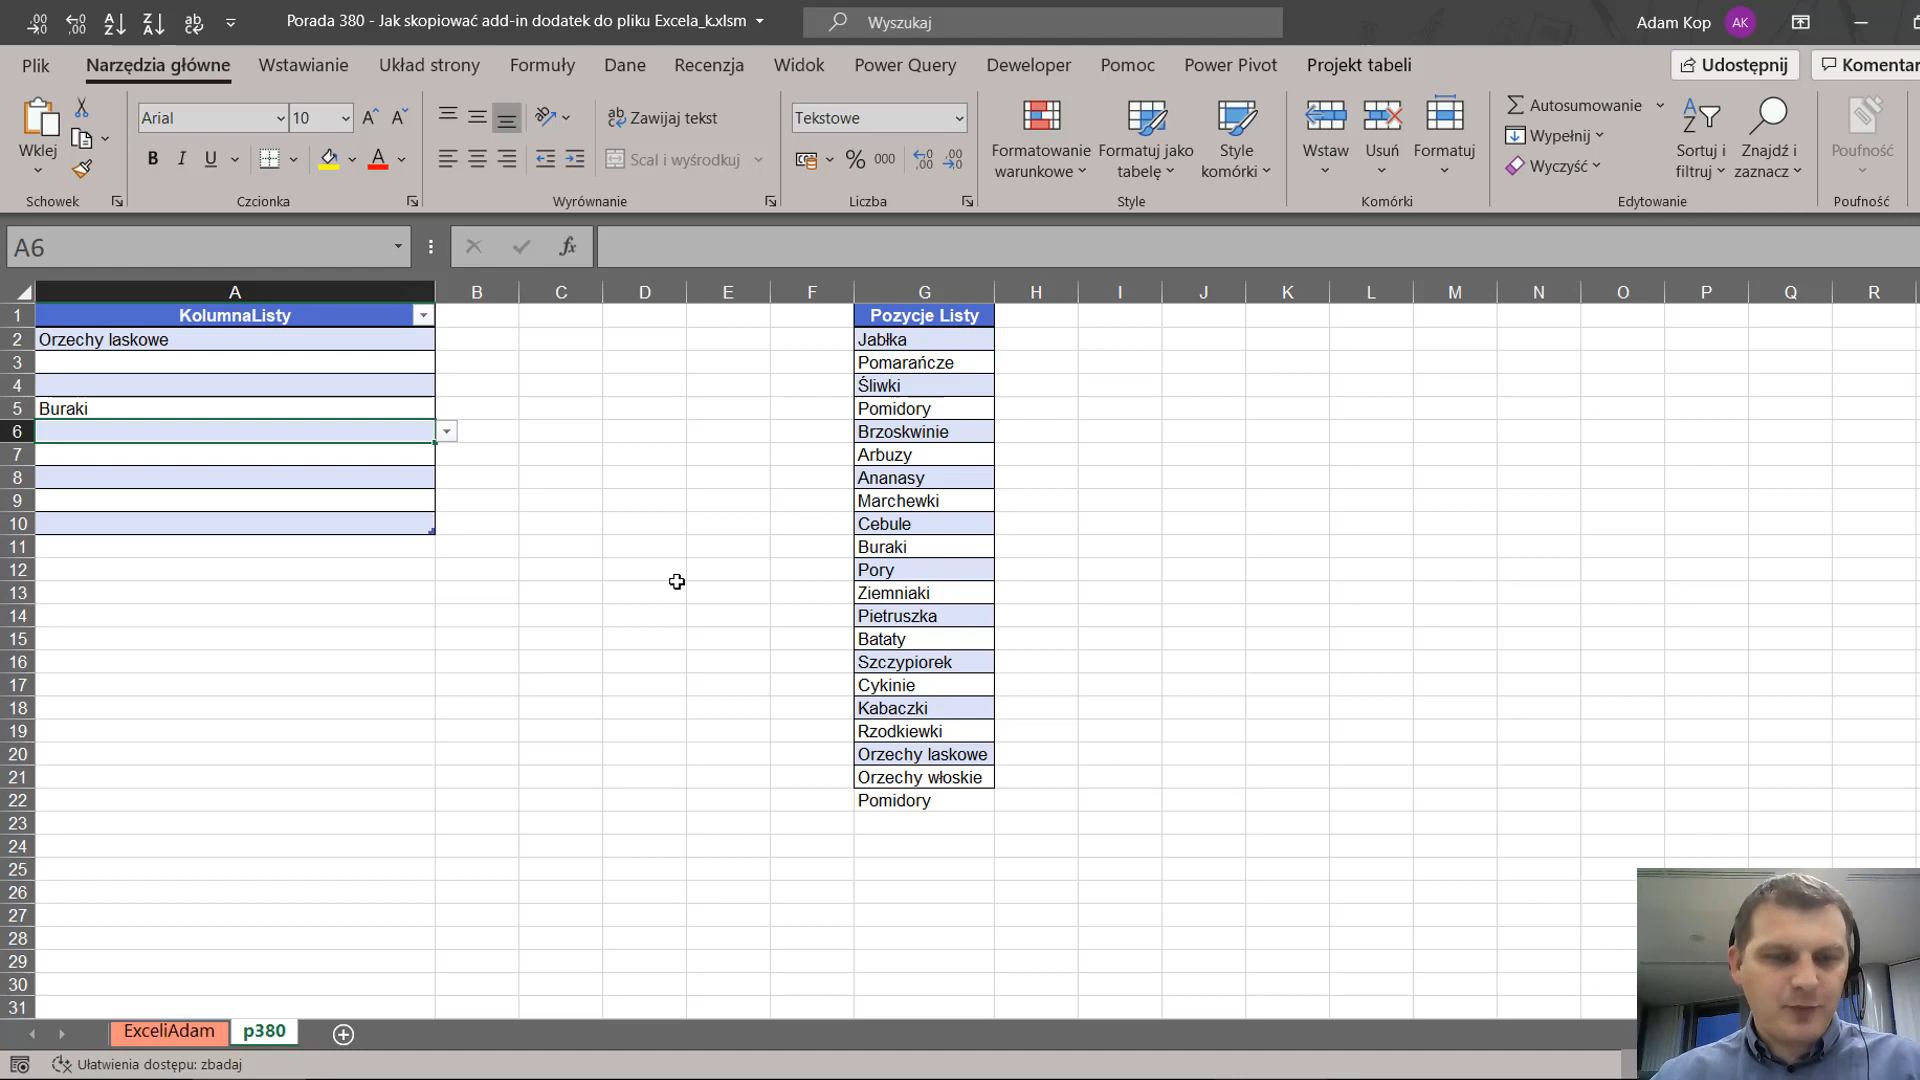 Porada 380 - Jak skopiować add-in dodatek do pliku Excela_k.xlsm
Wyszukaj
Adam Kop
AK
Plik
Narzędzia główne
Wstawianie
Układ strony
Formuły
Dane
Recenzja
Widok
Power Query
Deweloper
Pomoc
Power Pivot
Projekt tabeli
Udostępnij
Komentar
Wklej
Arial
10
B
I
U
A
Zawijaj tekst
Scal i wyśrodkuj
Tekstowe
%
000
Formatowanie
warunkowe
Formatuj jako
tabelę
Style
komórki
Wstaw
Usuń
Formatuj
Autosumowanie
Wypełnij
Wyczyść
Sortuj i
filtruj
Znajdź i
zaznacz
Poufność
Schowek
Czcionka
Wyrównanie
Liczba
Style
Komórki
Edytowanie
Poufność
A6
fx
A B C D E F G H I J K L M N O P Q R
1 KolumnaListy Pozycje Listy
2 Orzechy laskowe Jabłka
3 Pomarańcze
4 Śliwki
5 Buraki Pomidory
6 Brzoskwinie
7 Arbuzy
8 Ananasy
9 Marchewki
10 Cebule
11 Buraki
12 Pory
13 Ziemniaki
14 Pietruszka
15 Bataty
16 Szczypiorek
17 Cykinie
18 Kabaczki
19 Rzodkiewki
20 Orzechy laskowe
21 Orzechy włoskie
22 Pomidory
23
24
25
26
27
28
29
30
31
ExceliAdam
p380
Ułatwienia dostępu: zbadaj